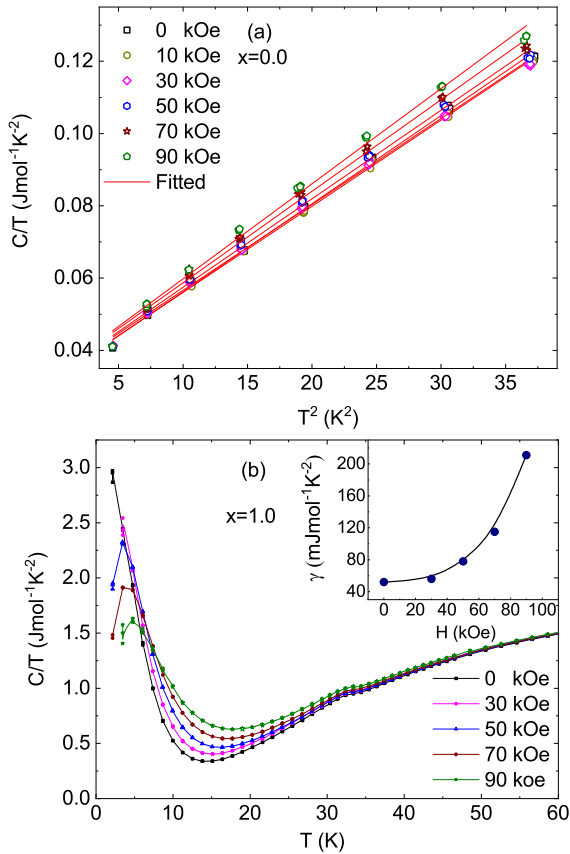 (a)
x=0.0
0 kOe
10 kOe
30 kOe
50 kOe
70 kOe
90 kOe
Fitted
C/T (Jmol⁻¹K⁻²)
0.12
0.10
0.08
0.06
0.04
5 10 15 20 25 30 35
T² (K²)
(b)
x=1.0
C/T (Jmol⁻¹K⁻²)
3.0
2.5
2.0
1.5
1.0
0.5
0.0
0 10 20 30 40 50 60
T (K)
γ (mJmol⁻¹K⁻²)
200
160
120
80
40
0 20 40 60 80 100
H (kOe)
0 kOe
30 kOe
50 kOe
70 kOe
90 koe